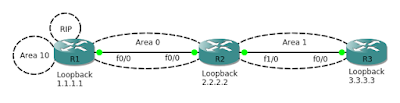 RIP
Area 10
R1
Area 0
R2
Area 1
R3
f0/0
f0/0
f1/0
f0/0
Loopback
1.1.1.1
Loopback
2.2.2.2
Loopback
3.3.3.3